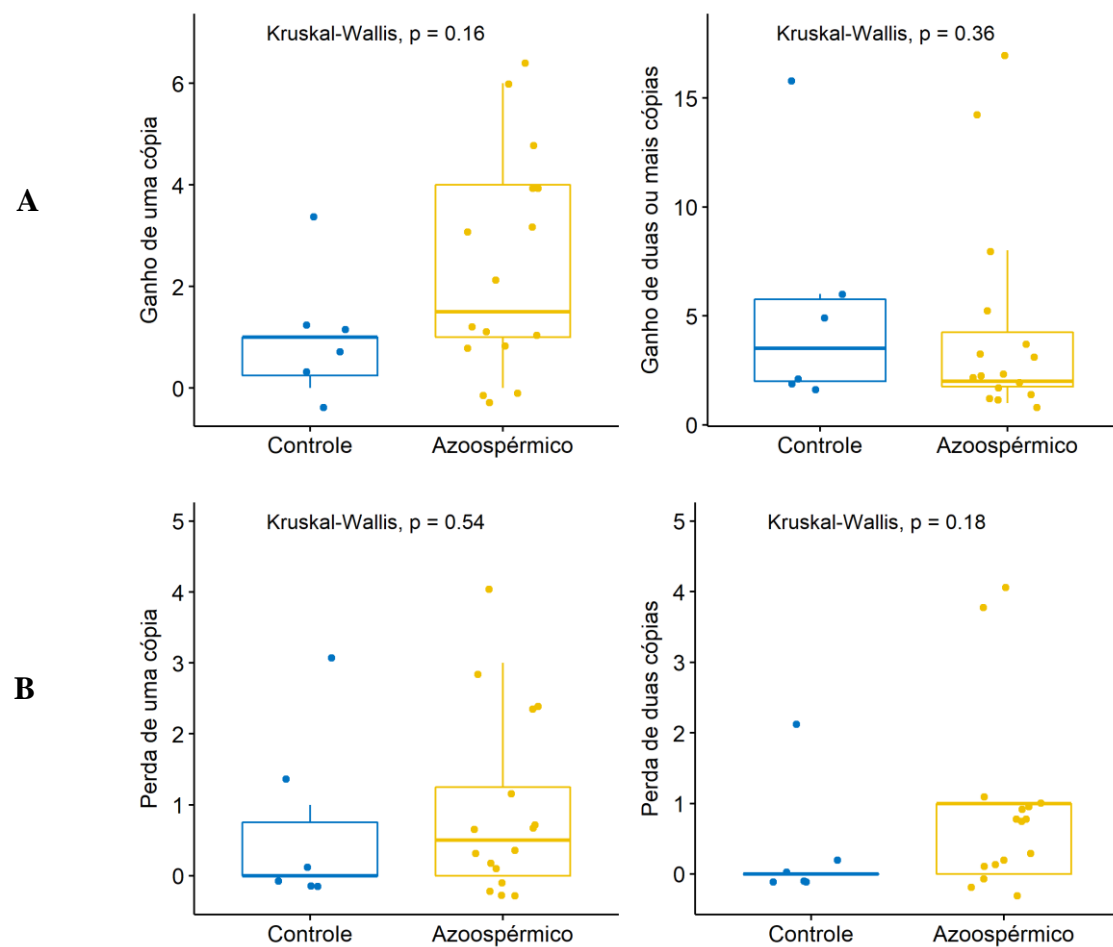 A
Kruskal-Wallis, p = 0.16
Ganho de uma cópia
6
4
2
0
Controle
Azoospérmico
Kruskal-Wallis, p = 0.36
Ganho de duas ou mais cópias
15
10
5
0
Controle
Azoospérmico
B
Kruskal-Wallis, p = 0.54
Perda de uma cópia
5
4
3
2
1
0
Controle
Azoospérmico
Kruskal-Wallis, p = 0.18
Perda de duas cópias
5
4
3
2
1
0
Controle
Azoospérmico